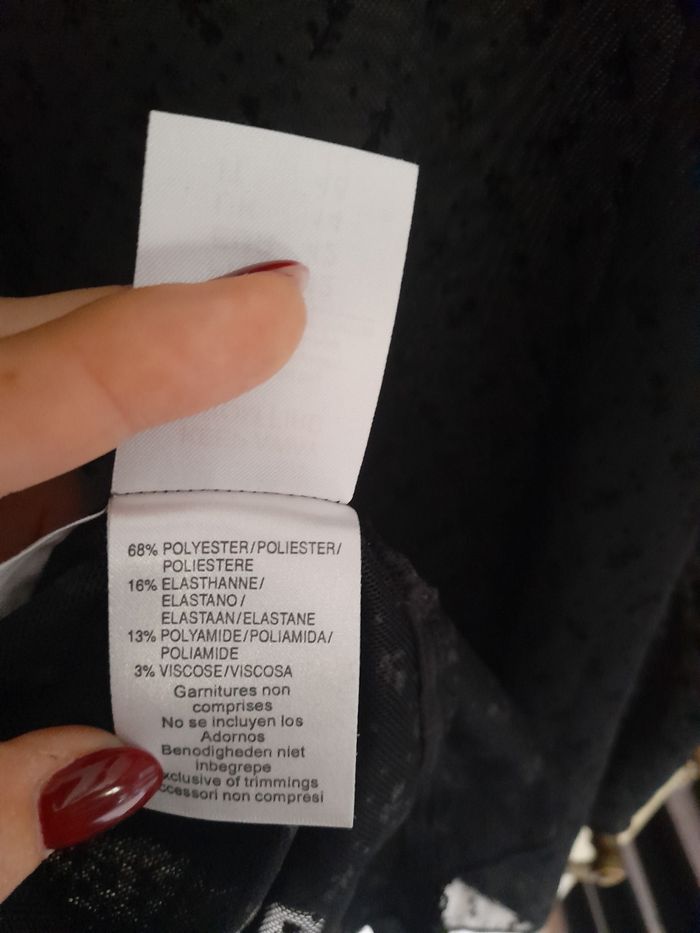 68% POLYESTER/POLIESTER/
POLIESTERE
16% ELASTHANNE/
ELASTANO/
ELASTAAN/ELASTANE
13% POLYAMIDE/POLIAMIDA/
POLIAMIDE
3% VISCOSE/VISCOSA
Garnitures non
comprises
No se incluyen los
Adornos
Benodigheden niet
inbegrepe
xclusive of trimmings
ccessori non compresi